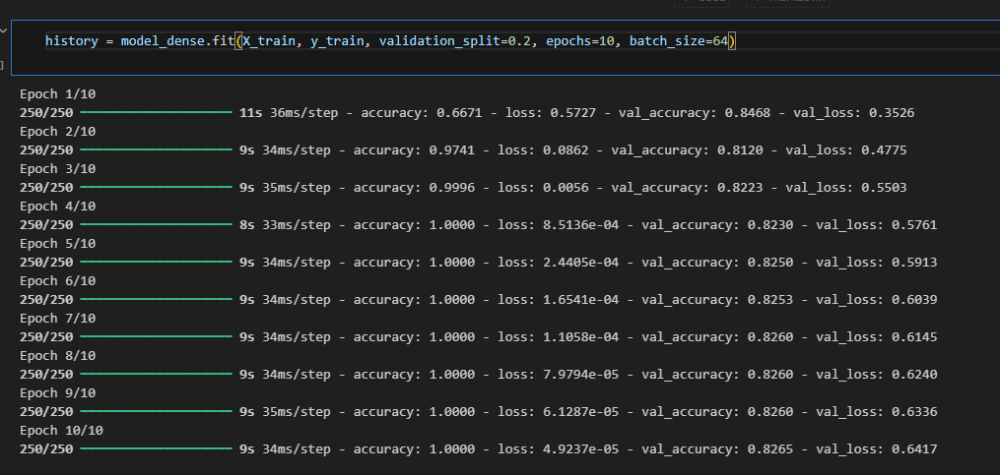 history = model_dense.fit(X_train, y_train, validation_split=0.2, epochs=10, batch_size=64)
Epoch 1/10
250/250 ━━━━━━━━━━━━━━━━━━━━ 11s 36ms/step - accuracy: 0.6671 - loss: 0.5727 - val_accuracy: 0.8468 - val_loss: 0.3526
Epoch 2/10
250/250 ━━━━━━━━━━━━━━━━━━━━ 9s 34ms/step - accuracy: 0.9741 - loss: 0.0862 - val_accuracy: 0.8120 - val_loss: 0.4775
Epoch 3/10
250/250 ━━━━━━━━━━━━━━━━━━━━ 9s 35ms/step - accuracy: 0.9996 - loss: 0.0056 - val_accuracy: 0.8223 - val_loss: 0.5503
Epoch 4/10
250/250 ━━━━━━━━━━━━━━━━━━━━ 8s 33ms/step - accuracy: 1.0000 - loss: 8.5136e-04 - val_accuracy: 0.8230 - val_loss: 0.5761
Epoch 5/10
250/250 ━━━━━━━━━━━━━━━━━━━━ 9s 34ms/step - accuracy: 1.0000 - loss: 2.4405e-04 - val_accuracy: 0.8250 - val_loss: 0.5913
Epoch 6/10
250/250 ━━━━━━━━━━━━━━━━━━━━ 9s 34ms/step - accuracy: 1.0000 - loss: 1.6541e-04 - val_accuracy: 0.8253 - val_loss: 0.6039
Epoch 7/10
250/250 ━━━━━━━━━━━━━━━━━━━━ 9s 34ms/step - accuracy: 1.0000 - loss: 1.1058e-04 - val_accuracy: 0.8260 - val_loss: 0.6145
Epoch 8/10
250/250 ━━━━━━━━━━━━━━━━━━━━ 9s 34ms/step - accuracy: 1.0000 - loss: 7.9794e-05 - val_accuracy: 0.8260 - val_loss: 0.6240
Epoch 9/10
250/250 ━━━━━━━━━━━━━━━━━━━━ 9s 35ms/step - accuracy: 1.0000 - loss: 6.1287e-05 - val_accuracy: 0.8260 - val_loss: 0.6336
Epoch 10/10
250/250 ━━━━━━━━━━━━━━━━━━━━ 9s 34ms/step - accuracy: 1.0000 - loss: 4.9237e-05 - val_accuracy: 0.8265 - val_loss: 0.6417